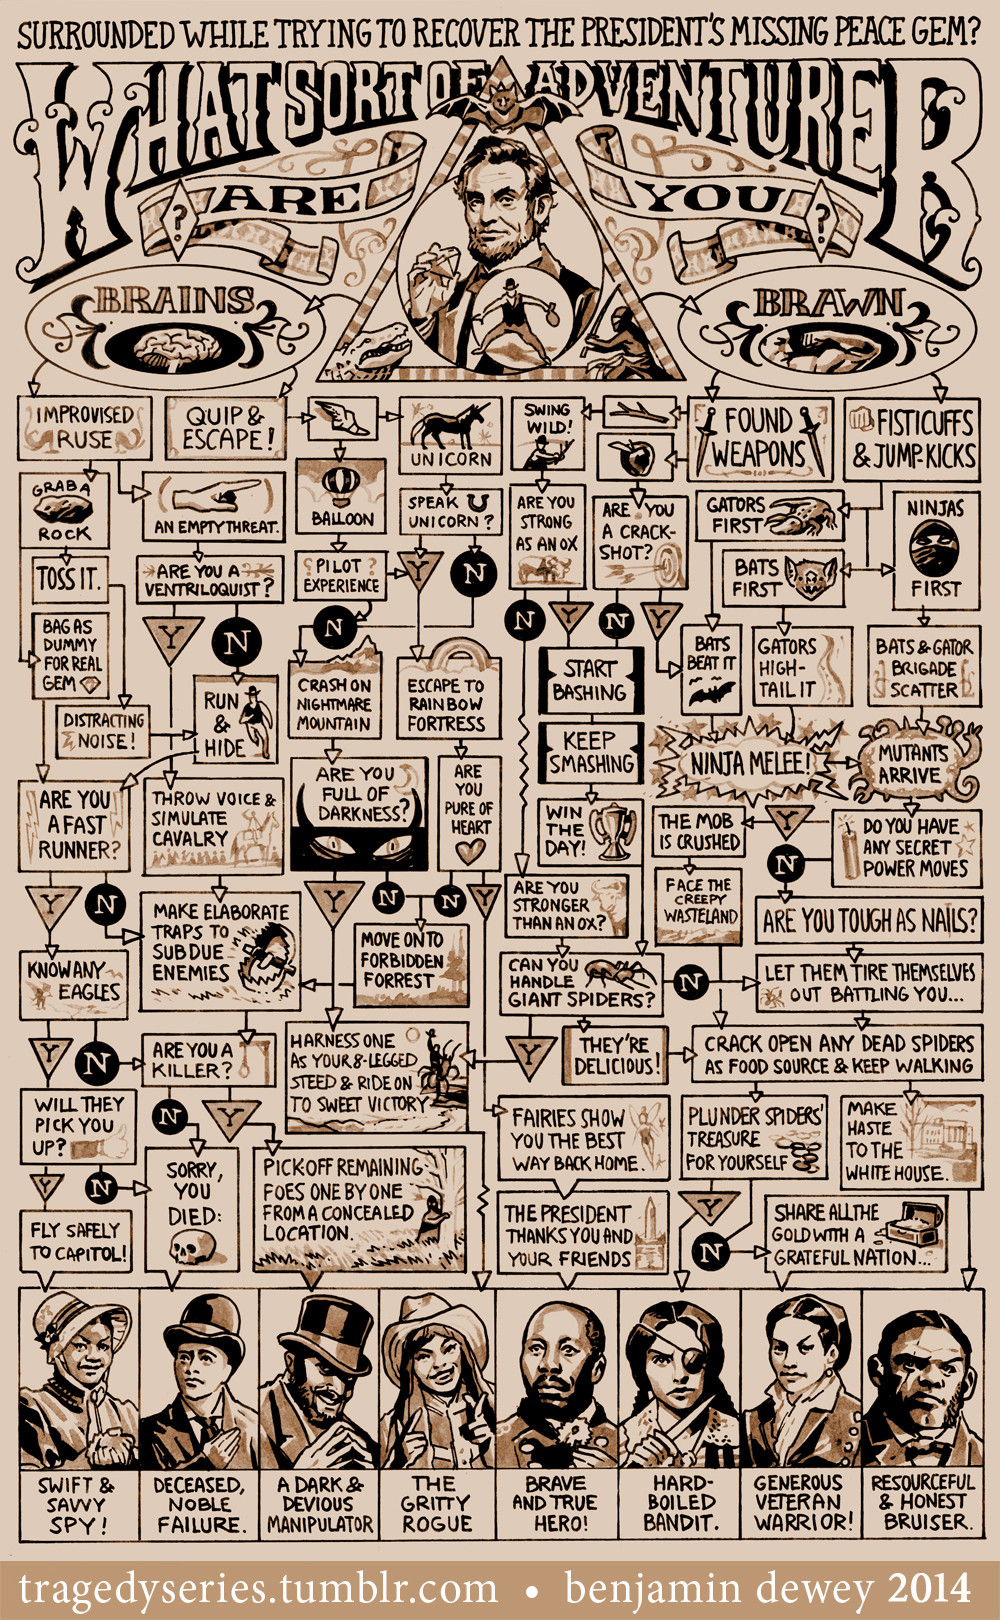 SURROUNDED WHILE TRYING TO RECOVER THE PRESIDENT'S MISSING PEACE GEM?
WHAT SORT OF ADVENTURER
? ARE YOU ?
BRAINS
BRAWN
IMPROVISED
RUSE
QUIP &
ESCAPE!
UNICORN
SWING
WILD!
FOUND
WEAPONS
FISTICUFFS
& JUMP KICKS
GRAB A
ROCK
AN EMPTY THREAT.
BALLOON
SPEAK
UNICORN?
ARE YOU
STRONG
AS AN OX
ARE YOU
A CRACK-
SHOT?
GATORS
FIRST
NINJAS
FIRST
BATS
FIRST
TOSS IT.
ARE YOU A
VENTRILOQUIST?
? PILOT ?
EXPERIENCE
Y
N
BAG AS
DUMMY
FOR REAL
GEM
Y
N
N
N
Y
N
Y
CRASH ON
NIGHTMARE
MOUNTAIN
ESCAPE TO
RAINBOW
FORTRESS
START
BASHING
BATS
BEAT IT
GATORS
HIGH-
TAIL IT
BATS & GATOR
BRIGADE
SCATTER
DISTRACTING
NOISE!
RUN
&
HIDE
KEEP
SMASHING
NINJA MELEE!
MUTANTS
ARRIVE
ARE YOU
A FAST
RUNNER?
THROW VOICE &
SIMULATE
CAVALRY
ARE YOU
FULL OF
DARKNESS?
ARE
YOU
PURE OF
HEART
WIN
THE
DAY!
THE MOB
IS CRUSHED
Y
N
DO YOU HAVE
ANY SECRET
POWER MOVES
Y
N
MAKE ELABORATE
TRAPS TO
SUBDUE
ENEMIES
Y
N
N
Y
ARE YOU
STRONGER
THAN AN OX?
FACE THE
CREEPY
WASTELAND
ARE YOU TOUGH AS NAILS?
KNOW ANY
EAGLES
MOVE ON TO
FORBIDDEN
FORREST
CAN YOU
HANDLE
GIANT SPIDERS?
N
LET THEM TIRE THEMSELVES
OUT BATTLING YOU...
Y
N
ARE YOU A
KILLER?
HARNESS ONE
AS YOUR 8-LEGGED
STEED & RIDE ON
TO SWEET VICTORY
Y
THEY'RE
DELICIOUS!
CRACK OPEN ANY DEAD SPIDERS
AS FOOD SOURCE & KEEP WALKING
WILL THEY
PICK YOU
UP?
N
Y
FAIRIES SHOW
YOU THE BEST
WAY BACK HOME.
PLUNDER SPIDERS'
TREASURE
FOR YOURSELF
MAKE
HASTE
TO THE
WHITE HOUSE.
Y
N
SORRY,
YOU
DIED:
PICK-OFF REMAINING
FOES ONE BY ONE
FROM A CONCEALED
LOCATION.
THE PRESIDENT
THANKS YOU AND
YOUR FRIENDS
Y
N
SHARE ALL THE
GOLD WITH A
GRATEFUL NATION...
FLY SAFELY
TO CAPITOL!
SWIFT &
SAVVY
SPY!
DECEASED,
NOBLE
FAILURE.
A DARK &
DEVIOUS
MANIPULATOR
THE
GRITTY
ROGUE
BRAVE
AND TRUE
HERO!
HARD-
BOILED
BANDIT.
GENEROUS
VETERAN
WARRIOR!
RESOURCEFUL
& HONEST
BRUISER.
tragedyseries.tumblr.com • benjamin dewey 2014